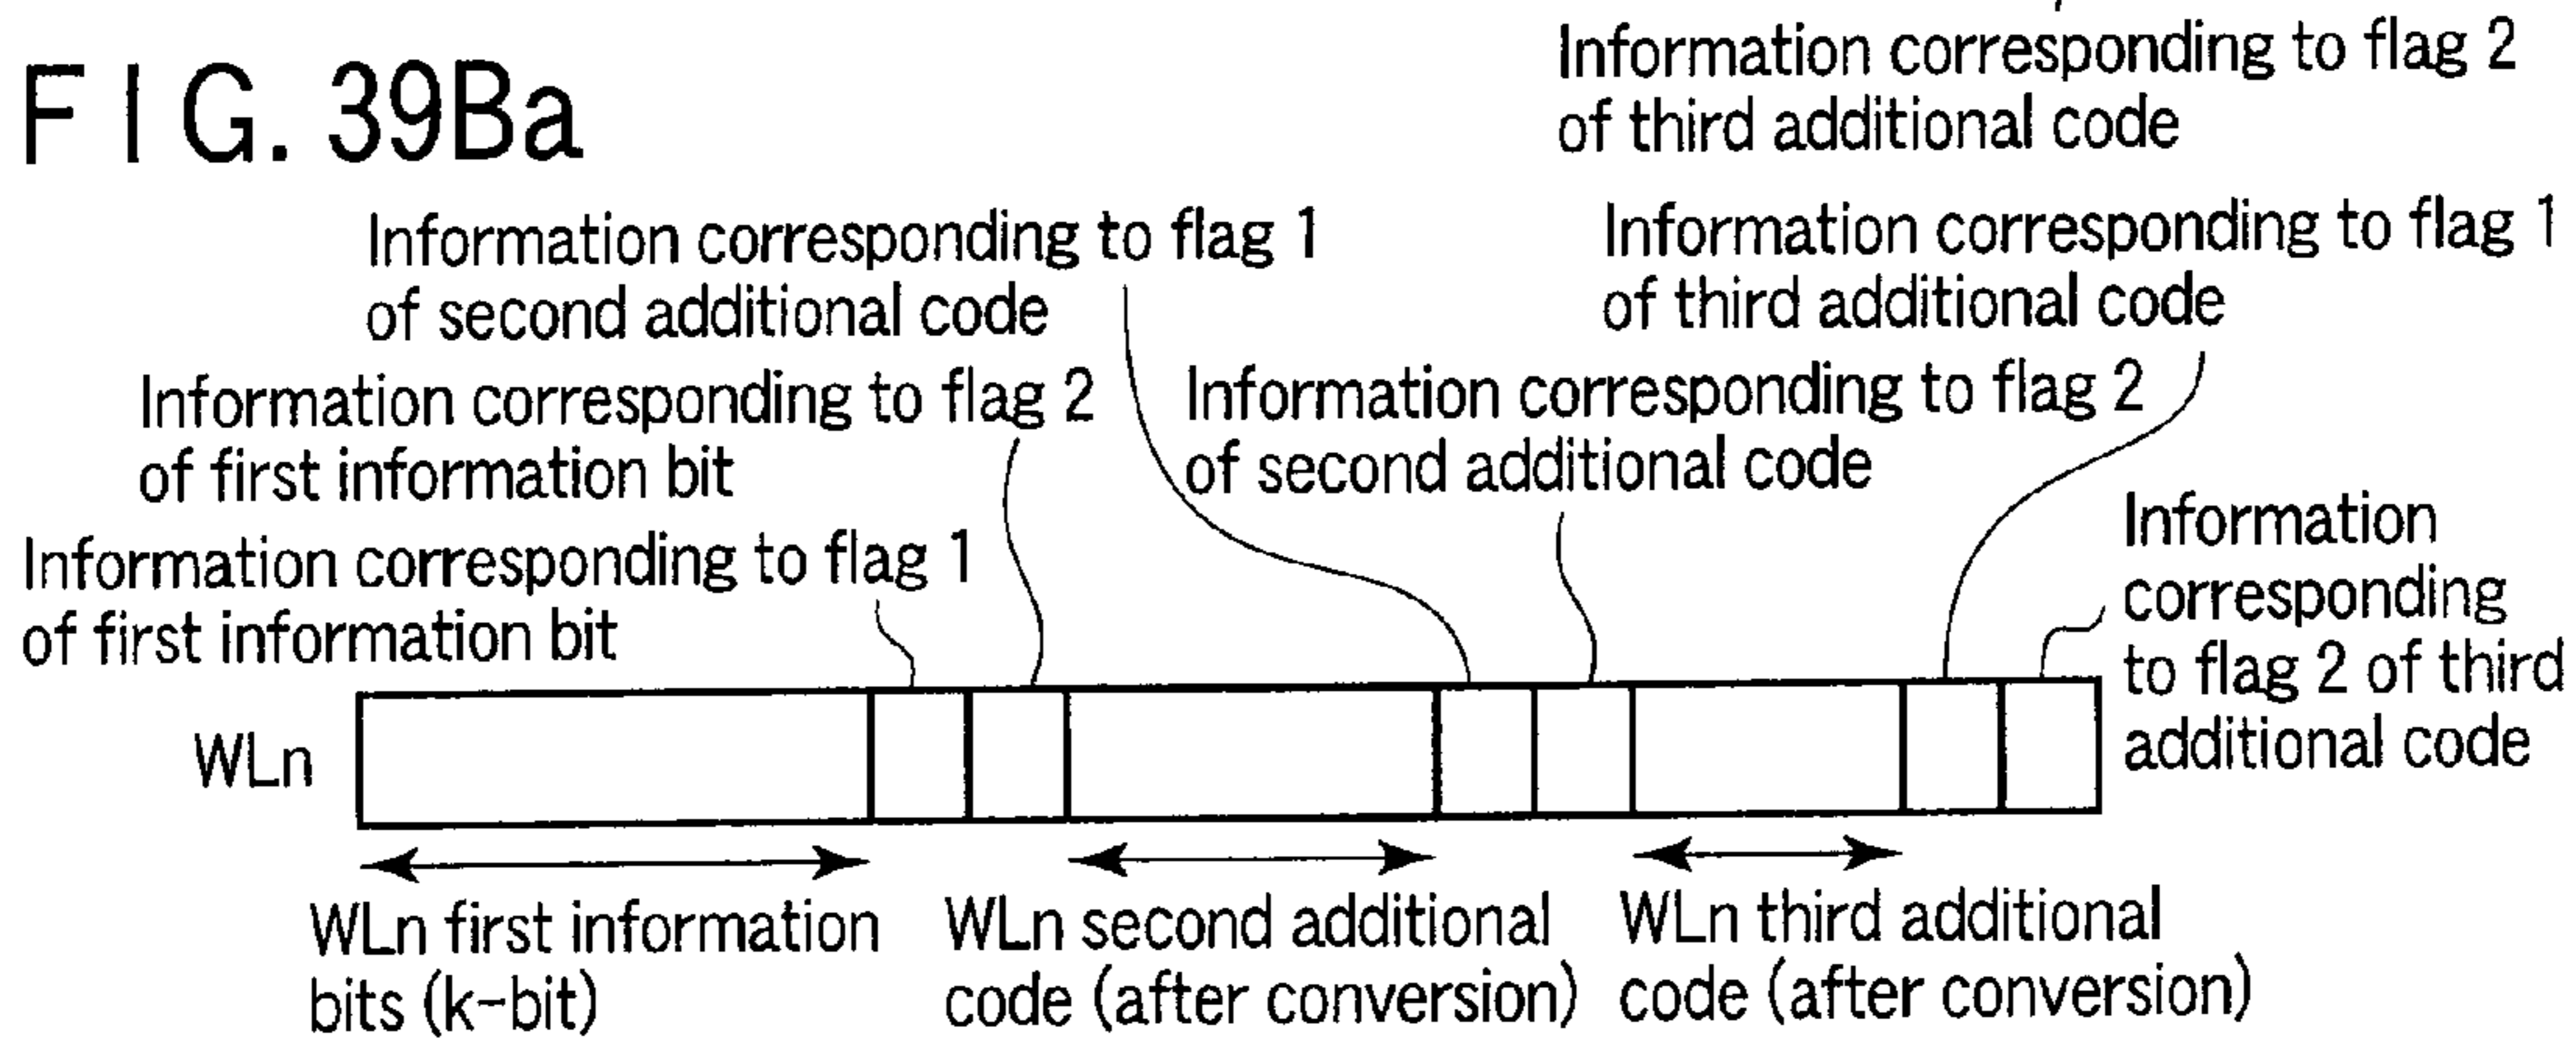 Information corresponding to flag 2
of third additional code
FIG. 39Ba
Information corresponding to flag 1
of second additional code
Information corresponding to flag 1
of third additional code
Information corresponding to flag 2
of first information bit
Information corresponding to flag 2
of second additional code
Information corresponding to flag 1
of first information bit
Information
corresponding
to flag 2 of third
additional code
WLn
WLn first information
bits (k-bit)
WLn second additional
code (after conversion)
WLn third additional
code (after conversion)